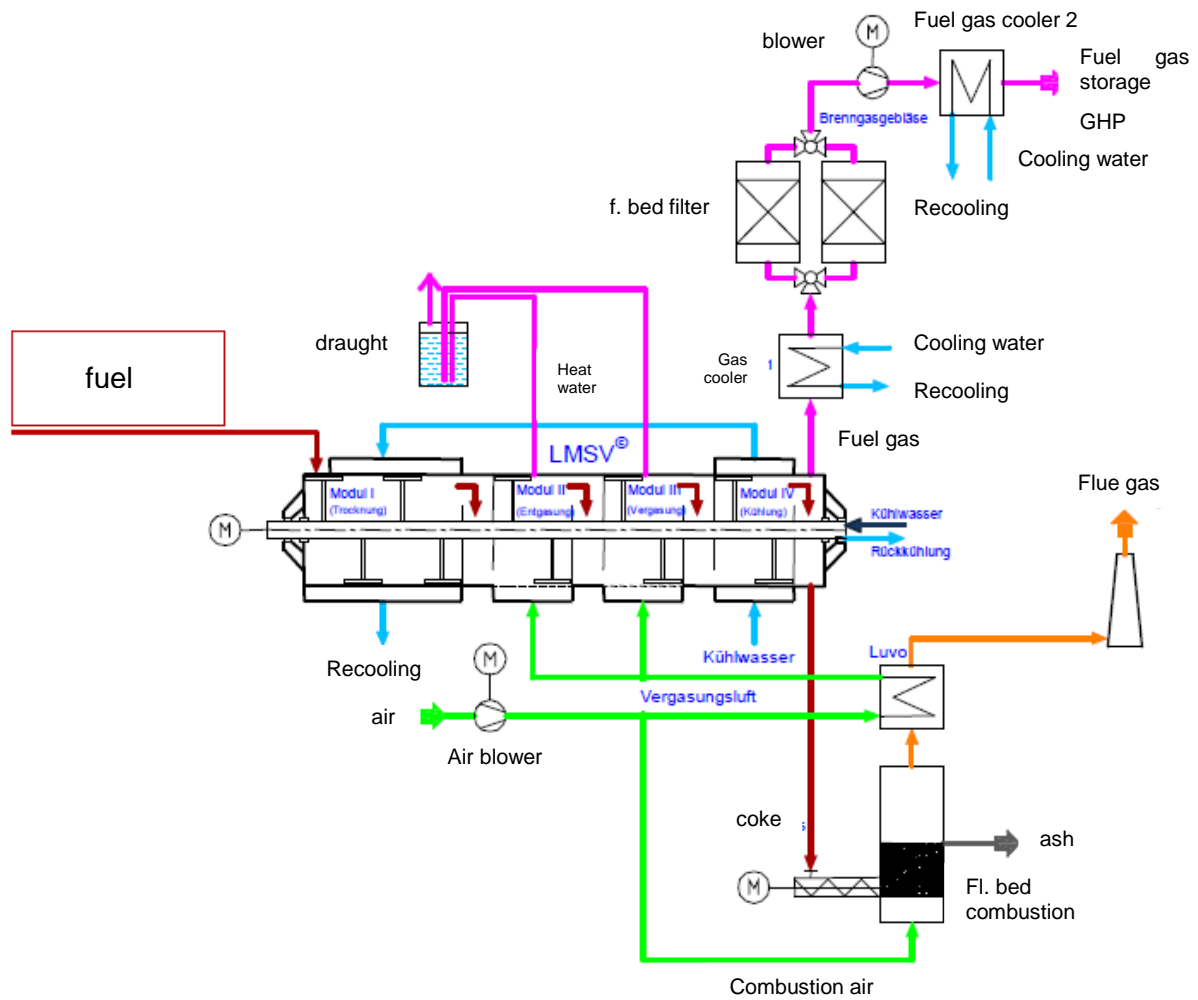 Fuel gas cooler 2
M
blower
Fuel gas
storage
GHP
Brenngasgebläse
Cooling water
f. bed filter
Recooling
draught
Heat
water
Gas
cooler
1
Cooling water
Recooling
fuel
Fuel gas
LMSV©
Modul I
(Trocknung)
Modul II
(Entgasung)
Modul III
(Vergasung)
Modul IV
(Kühlung)
M
Kühlwasser
Rückkühlung
Flue gas
Recooling
Kühlwasser
Luvo
M
Vergasungsluft
air
Air blower
coke
s
ash
M
Fl. bed
combustion
Combustion air